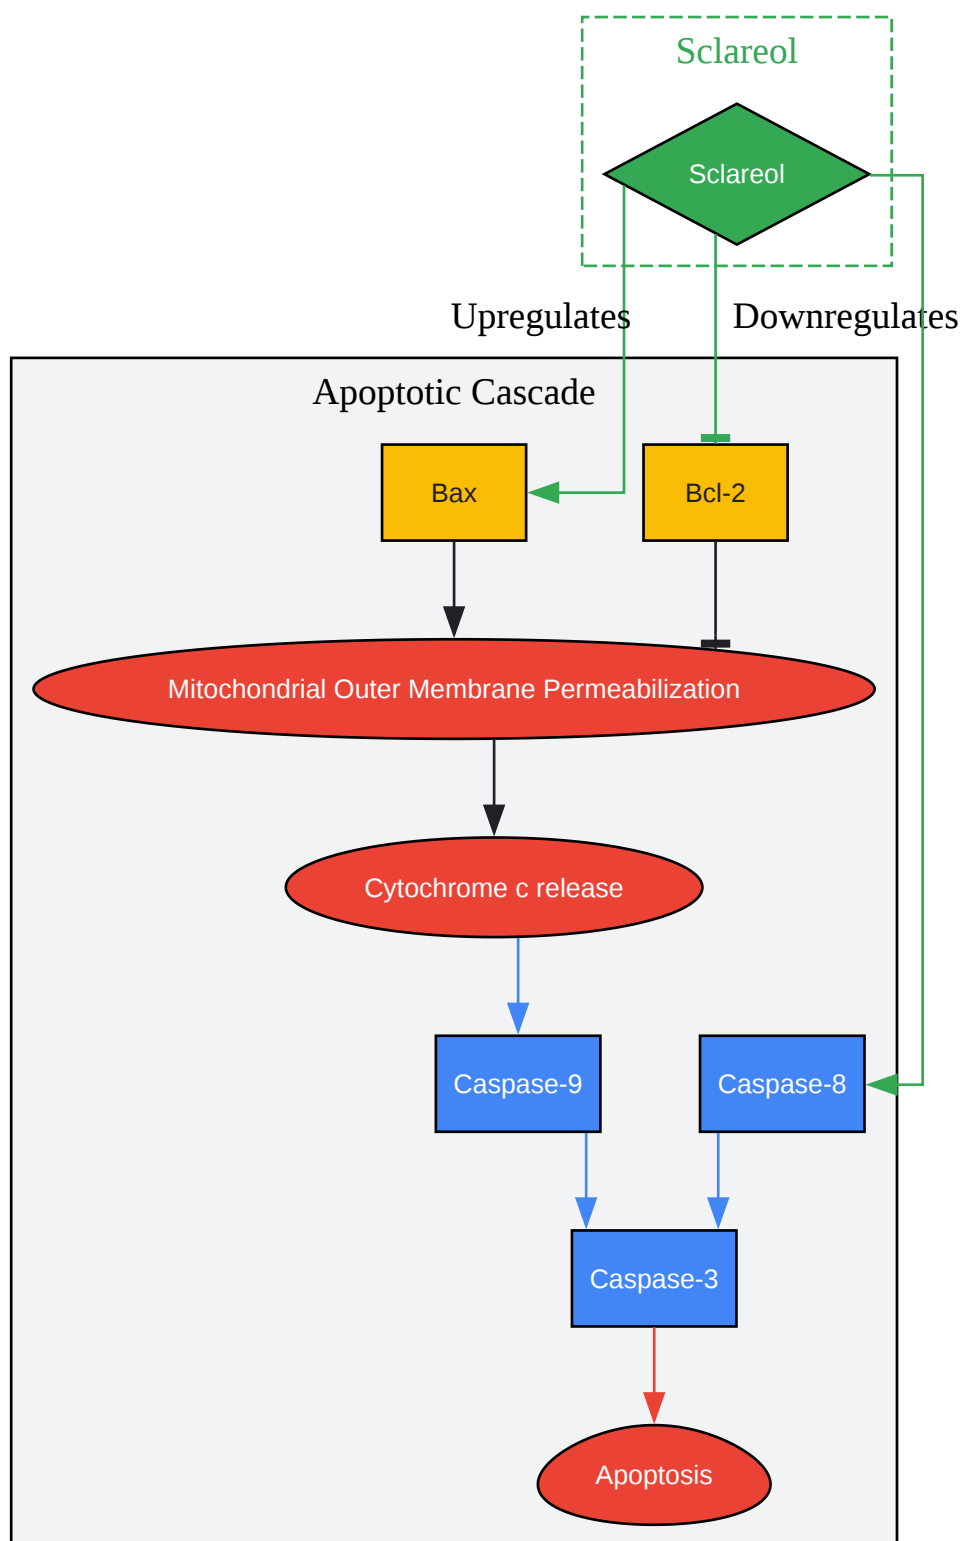 Sclareol
Sclareol
Upregulates
Downregulates
Apoptotic Cascade
Bax
Bcl-2
Mitochondrial Outer Membrane Permeabilization
Cytochrome c release
Caspase-9
Caspase-8
Caspase-3
Apoptosis